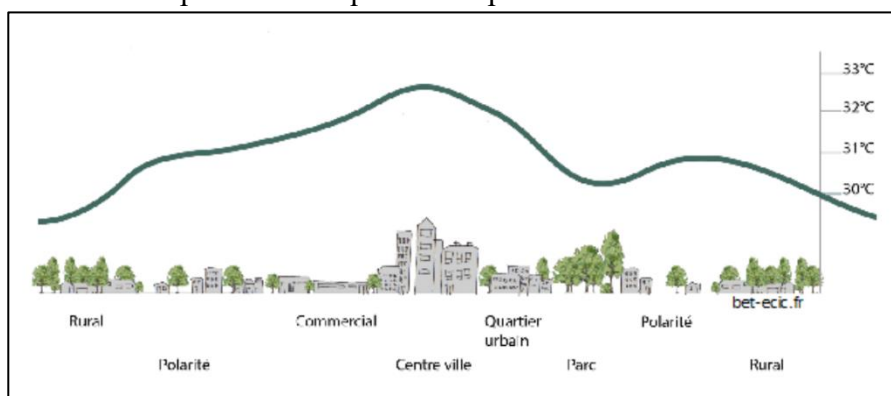 33°C
32°C
31°C
30°C
bet-ecic.fr
Rural
Commercial
Quartier
urbain
Polarité
Polarité
Centre ville
Parc
Rural